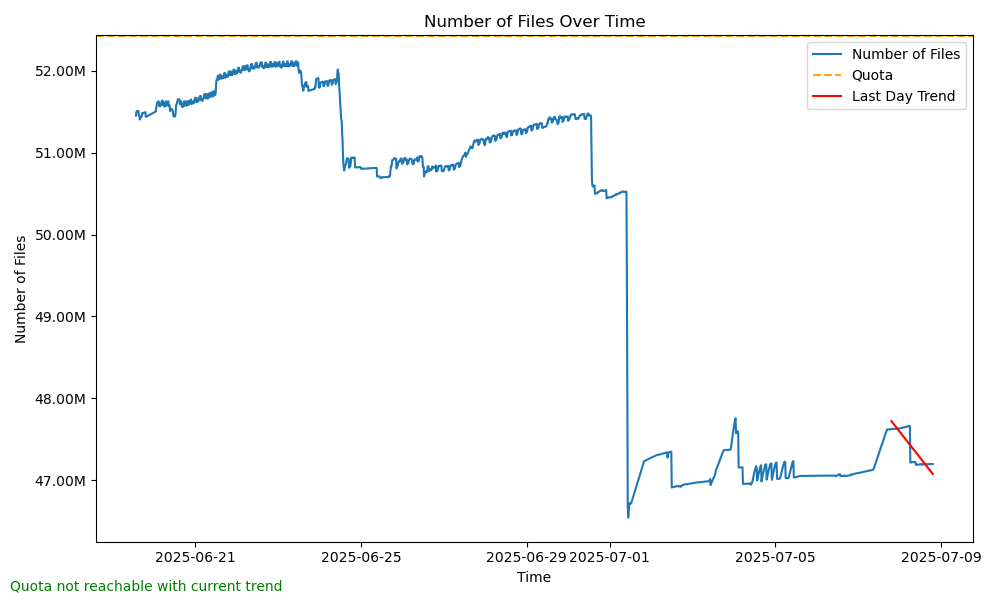 Number of Files Over Time
Number of Files
Quota
Last Day Trend
52.00M
51.00M
50.00M
49.00M
48.00M
47.00M
Number of Files
2025-06-21
2025-06-25
2025-06-29
2025-07-01
2025-07-05
2025-07-09
Time
Quota not reachable with current trend